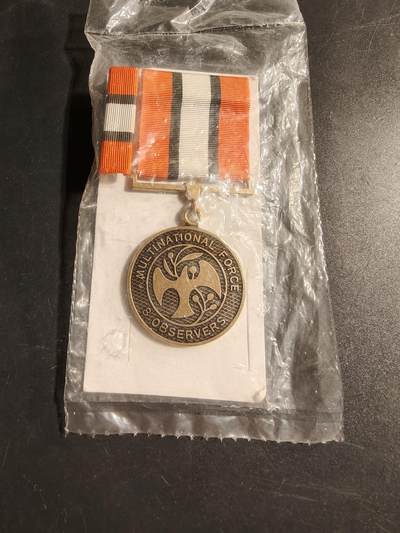 MULTINATIONAL FORCE
& OBSERVERS